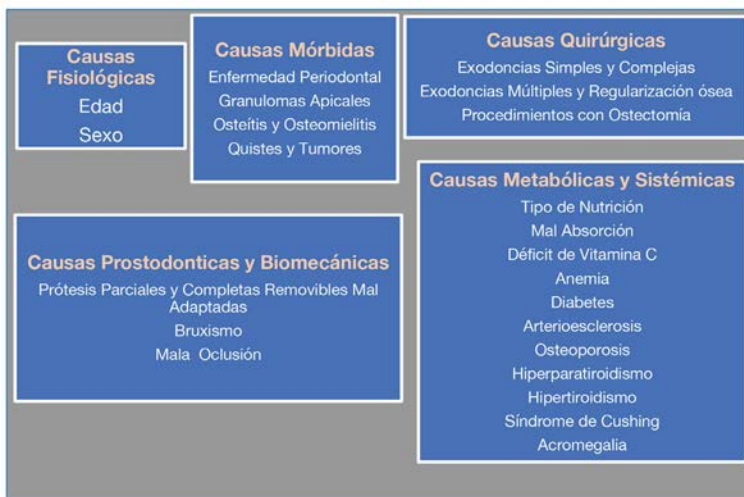 Causas
Fisiológicas
Edad
Sexo
Causas Mórbidas
Enfermedad Periodontal
Granulomas Apicales
Osteítis y Osteomielitis
Quistes y Tumores
Causas Quirúrgicas
Exodoncias Simples y Complejas
Exodoncias Múltiples y Regularización ósea
Procedimientos con Ostectomía
Causas Prostodonticas y Biomecánicas
Prótesis Parciales y Completas Removibles Mal
Adaptadas
Bruxismo
Mala Oclusión
Causas Metabólicas y Sistémicas
Tipo de Nutrición
Mal Absorción
Déficit de Vitamina C
Anemia
Diabetes
Arterioesclerosis
Osteoporosis
Hiperparatiroidismo
Hipertiroidismo
Síndrome de Cushing
Acromegalia